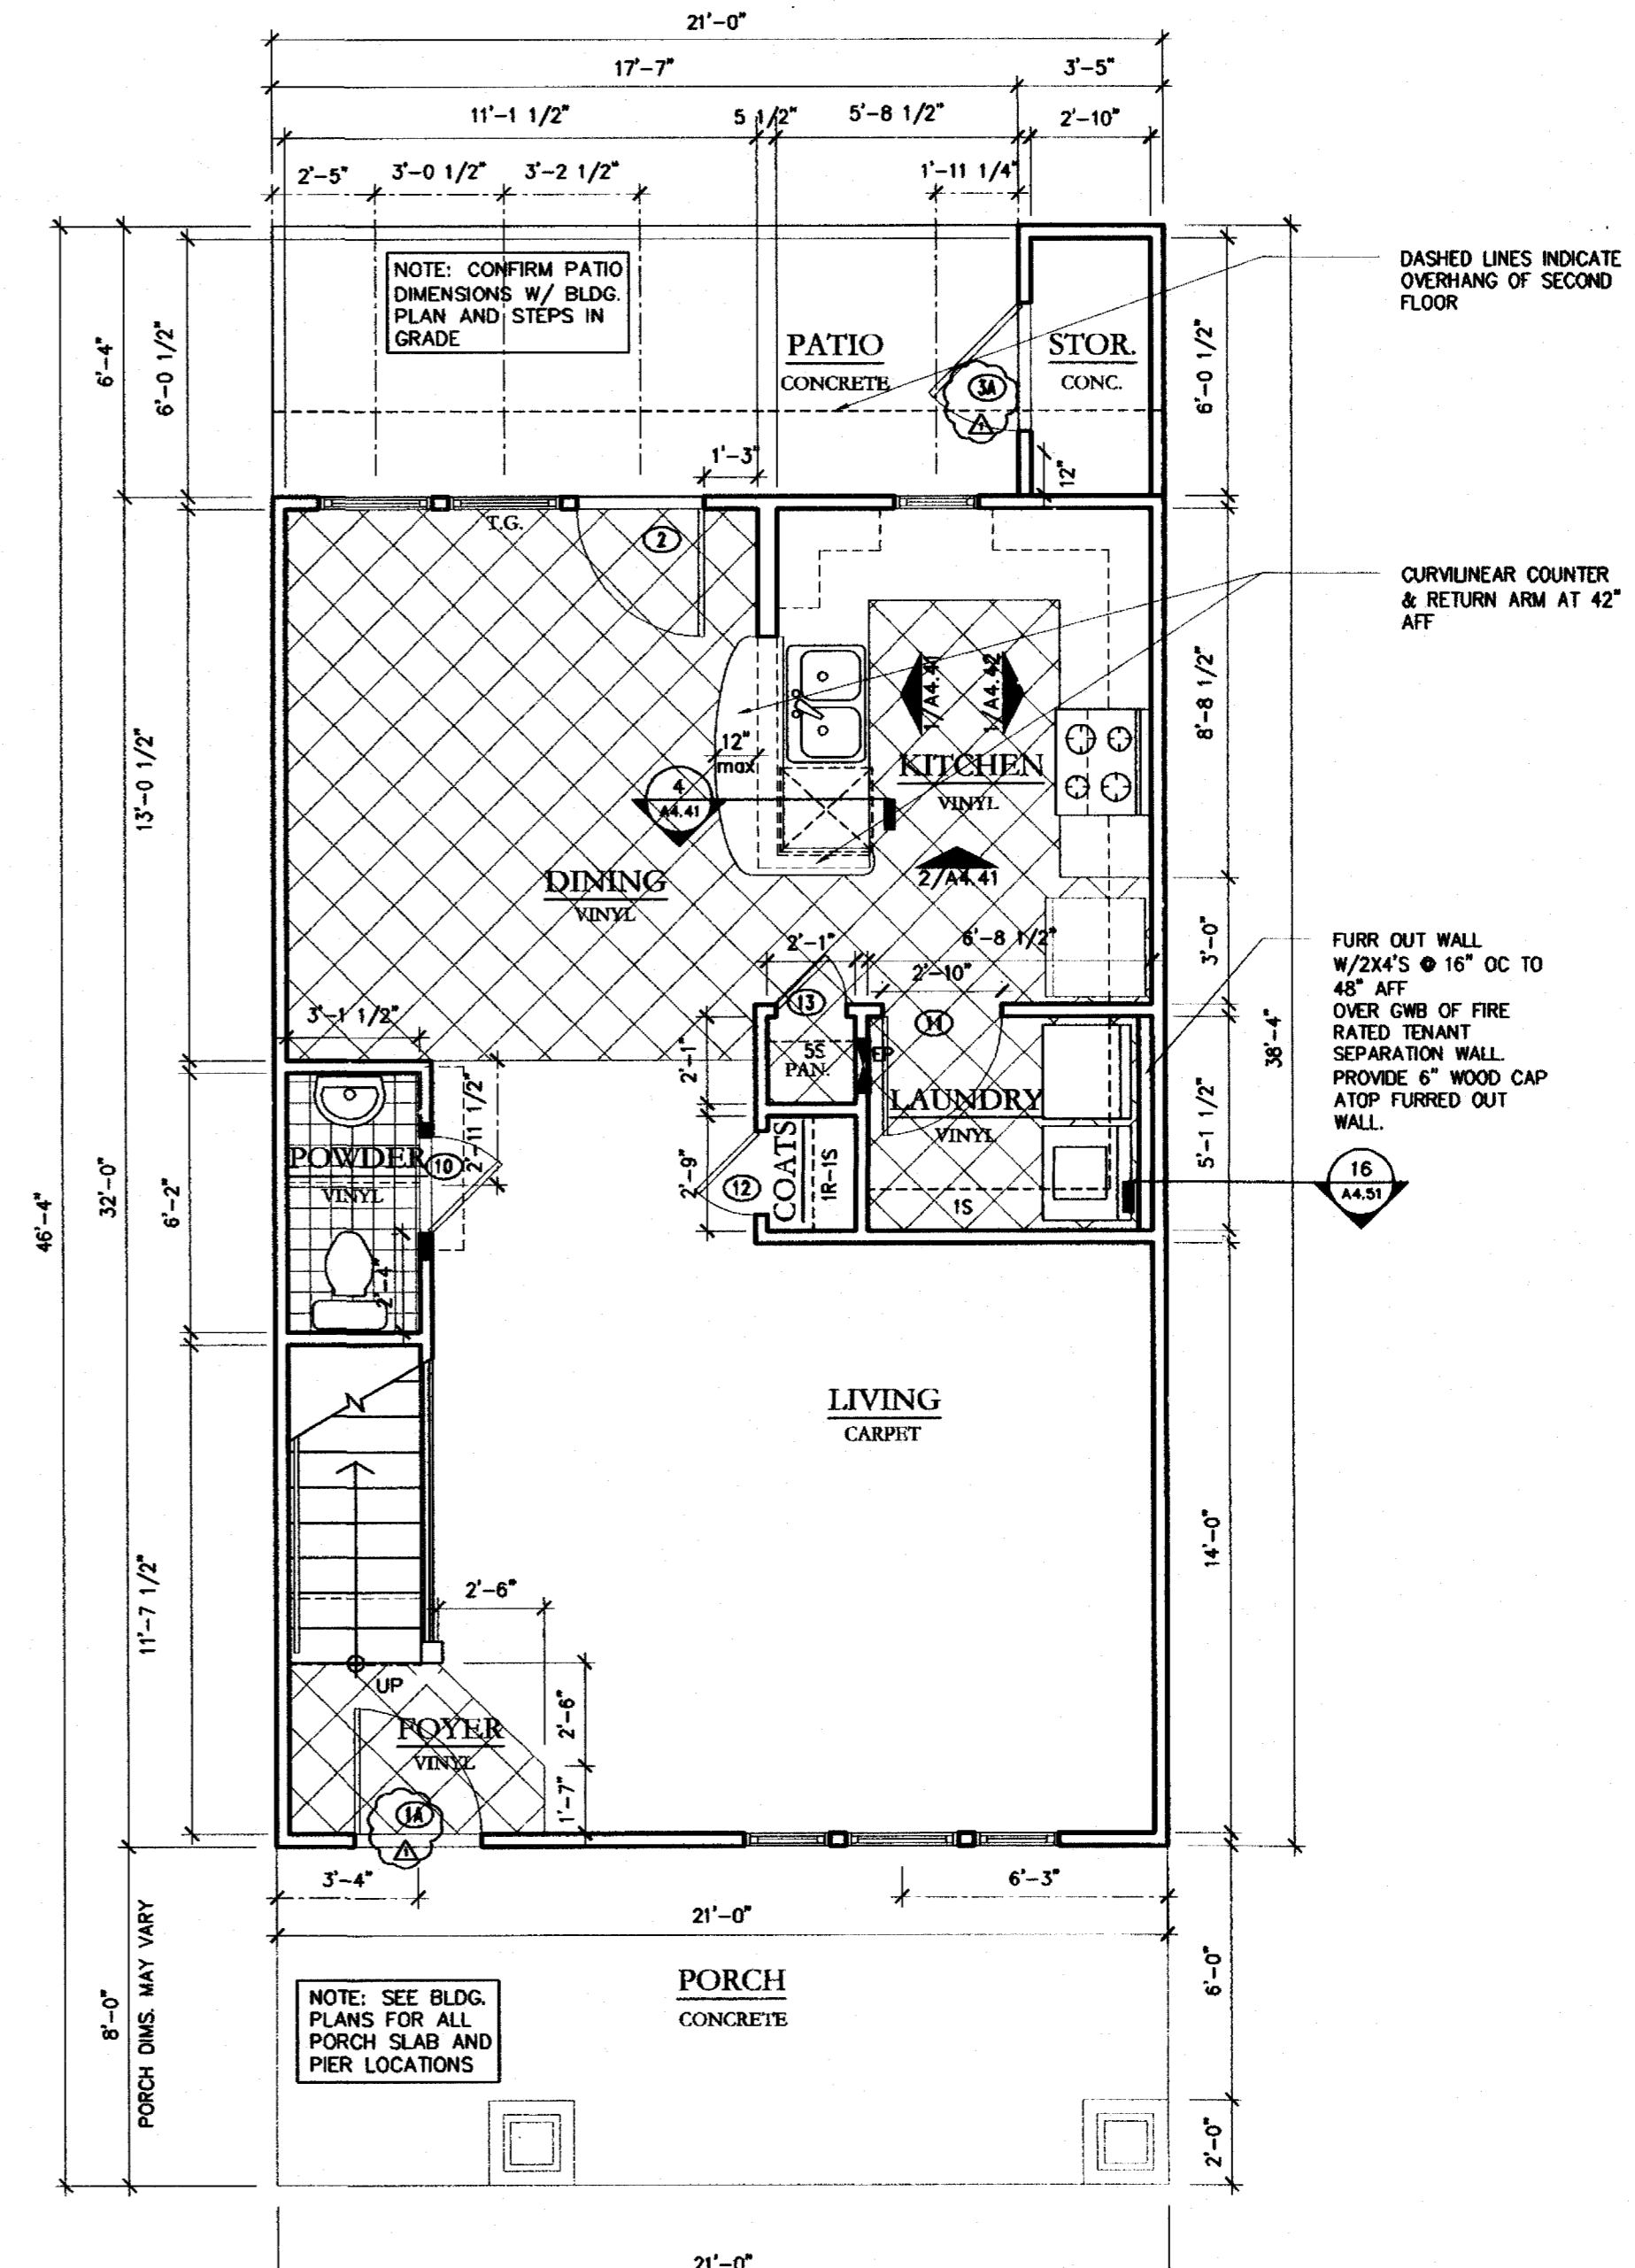 21'-0"
17'-7"
3'-5"
11'-1 1/2"
5 1/2"
5'-8 1/2"
2'-10"
2'-5"
3'-0 1/2"
3'-2 1/2"
1'-11 1/4"
NOTE: CONFIRM PATIO
DIMENSIONS W/ BLDG.
PLAN AND STEPS IN
GRADE
DASHED LINES INDICATE
OVERHANG OF SECOND
FLOOR
6'-4"
6'-0 1/2"
PATIO
CONCRETE
STOR.
CONC.
3A
1
6'-0 1/2"
1'-3"
12"
T.G.
2
CURVILINEAR COUNTER
& RETURN ARM AT 42"
AFF
1/A4.41
1/A4.42
8'-8 1/2"
13'-0 1/2"
12"
max
KITCHEN
VINYL
4
A4.41
2/A4.41
DINING
VINYL
2'-1"
6'-8 1/2"
2'-10"
3'-0"
FURR OUT WALL
W/2X4'S @ 16" OC TO
48" AFF
OVER GWB OF FIRE
RATED TENANT
SEPARATION WALL.
PROVIDE 6" WOOD CAP
ATOP FURRED OUT
WALL.
3'-1 1/2"
13
11
38'-4"
2'-1"
5S
PAN.
EP
LAUNDRY
VINYL
1S
5'-1 1/2"
2'-11 1/2"
POWDER
VINYL
10
2'-9"
12
COATS
1R-1S
16
A4.51
46'-4"
32'-0"
6'-2"
2'-4"
LIVING
CARPET
14'-0"
11'-7 1/2"
2'-6"
UP
2'-6"
FOYER
VINYL
1'-7"
1A
1
3'-4"
6'-3"
21'-0"
PORCH
CONCRETE
NOTE: SEE BLDG.
PLANS FOR ALL
PORCH SLAB AND
PIER LOCATIONS
8'-0"
PORCH DIMS. MAY VARY
6'-0"
2'-0"
21'-0"